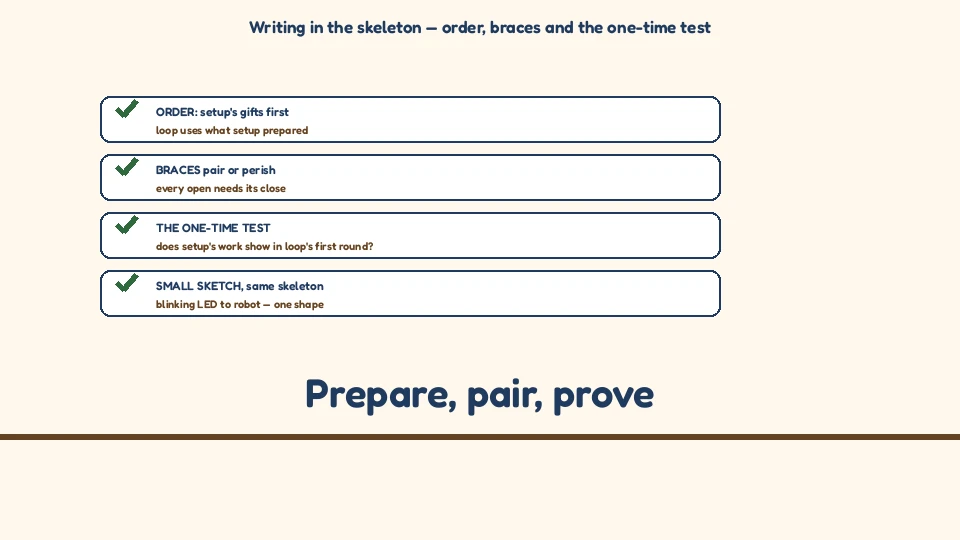 Writing in the skeleton — order, braces and the one-time test
ORDER: setup's gifts first
loop uses what setup prepared
BRACES pair or perish
every open needs its close
THE ONE-TIME TEST
does setup's work show in loop's first round?
SMALL SKETCH, same skeleton
blinking LED to robot — one shape
Prepare, pair, prove